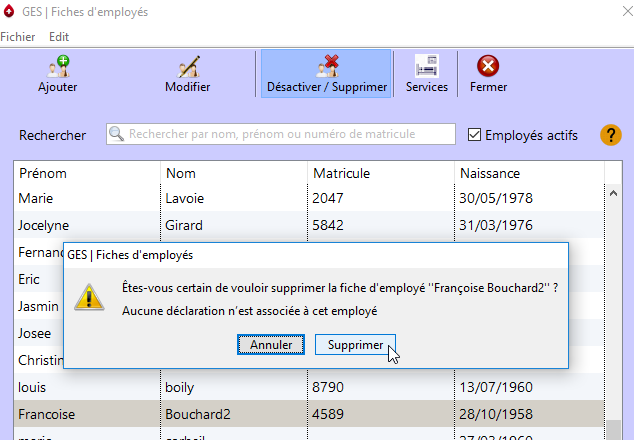 GES | Fiches d'employés
Fichier Edit
Ajouter Modifier Désactiver / Supprimer Services Fermer
Rechercher Rechercher par nom, prénom ou numéro de matricule Employés actifs ?
Prénom Nom Matricule Naissance
Marie Lavoie 2047 30/05/1978
Jocelyne Girard 5842 31/03/1976
Fernand
GES | Fiches d'employés
Eric
Êtes-vous certain de vouloir supprimer la fiche d'employé "Françoise Bouchard2" ?
Jasmin
Aucune déclaration n'est associée à cet employé
Josee
Annuler Supprimer
Christin
louis boily 8790 13/07/1960
Francoise Bouchard2 4589 28/10/1958